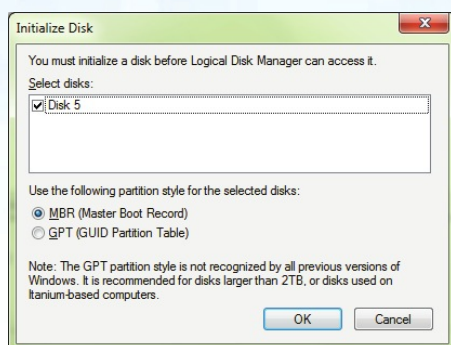 Initialize Disk
You must initialize a disk before Logical Disk Manager can access it.
Select disks:
Disk 5
Use the following partition style for the selected disks:
MBR (Master Boot Record)
GPT (GUID Partition Table)
Note: The GPT partition style is not recognized by all previous versions of
Windows. It is recommended for disks larger than 2TB, or disks used on
Itanium-based computers.
OK Cancel